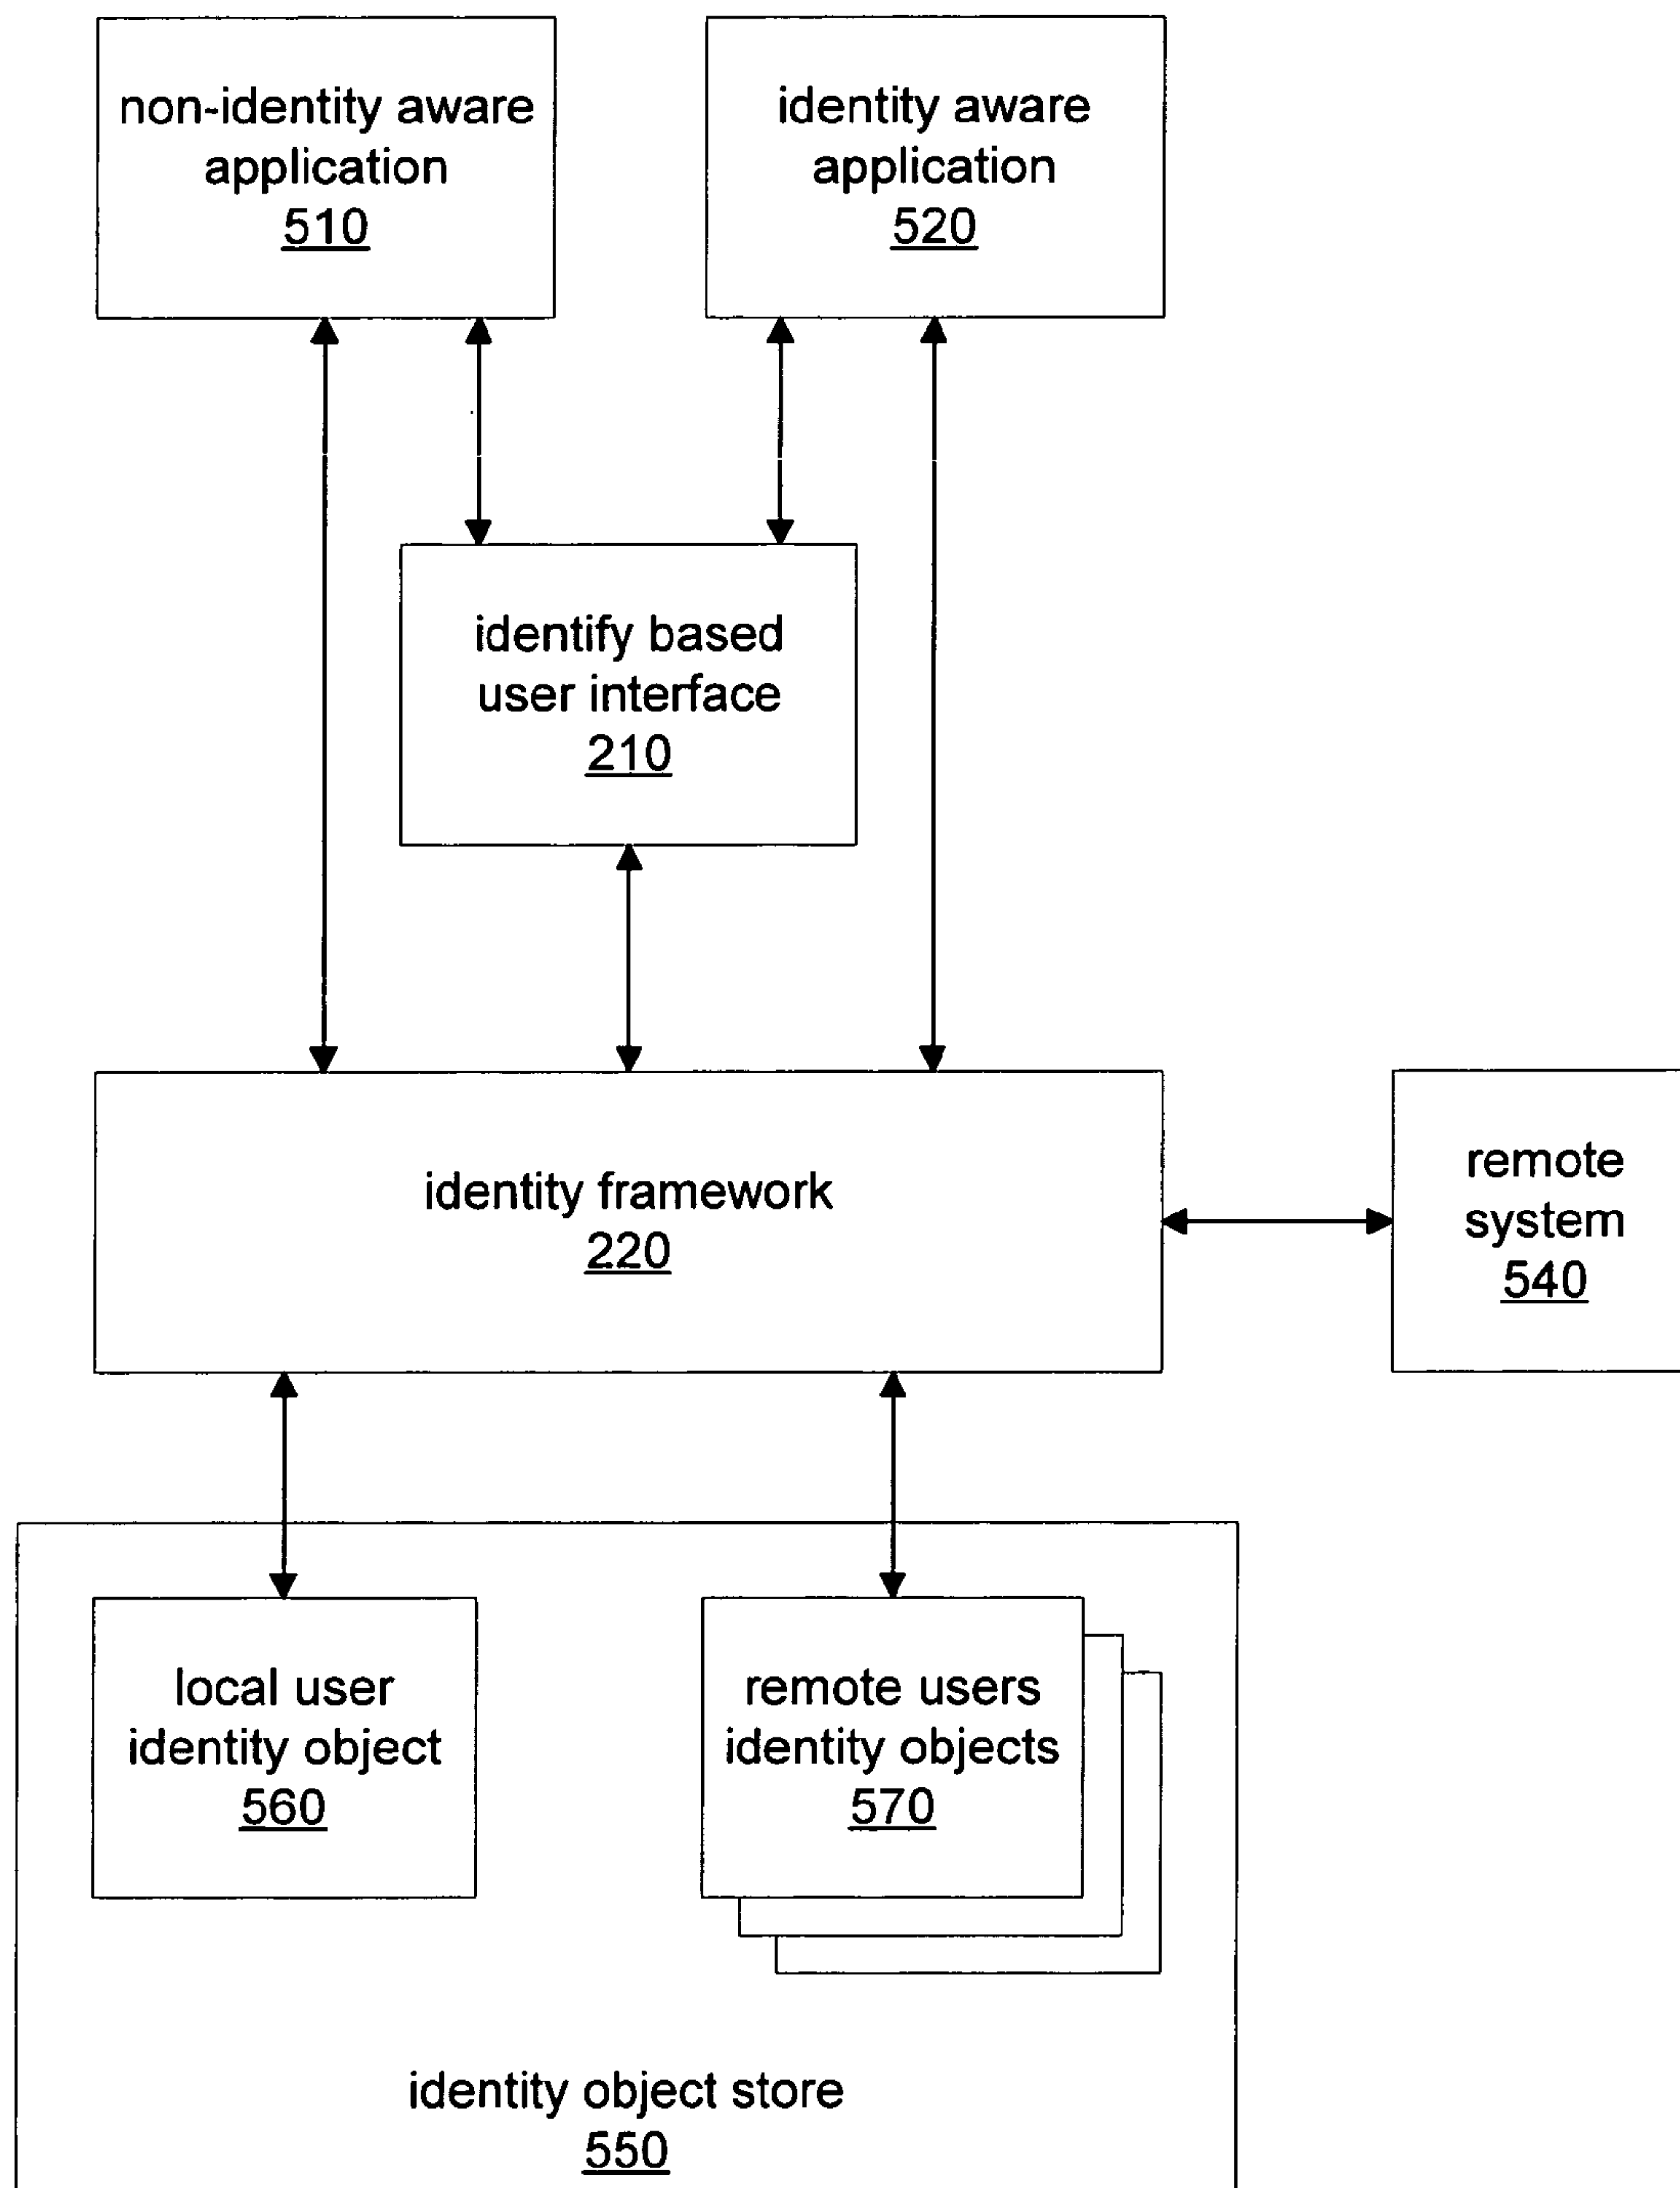 non-identity aware
application
510
identity aware
application
520
identify based
user interface
210
identity framework
220
remote
system
540
local user
identity object
560
remote users
identity objects
570
identity object store
550